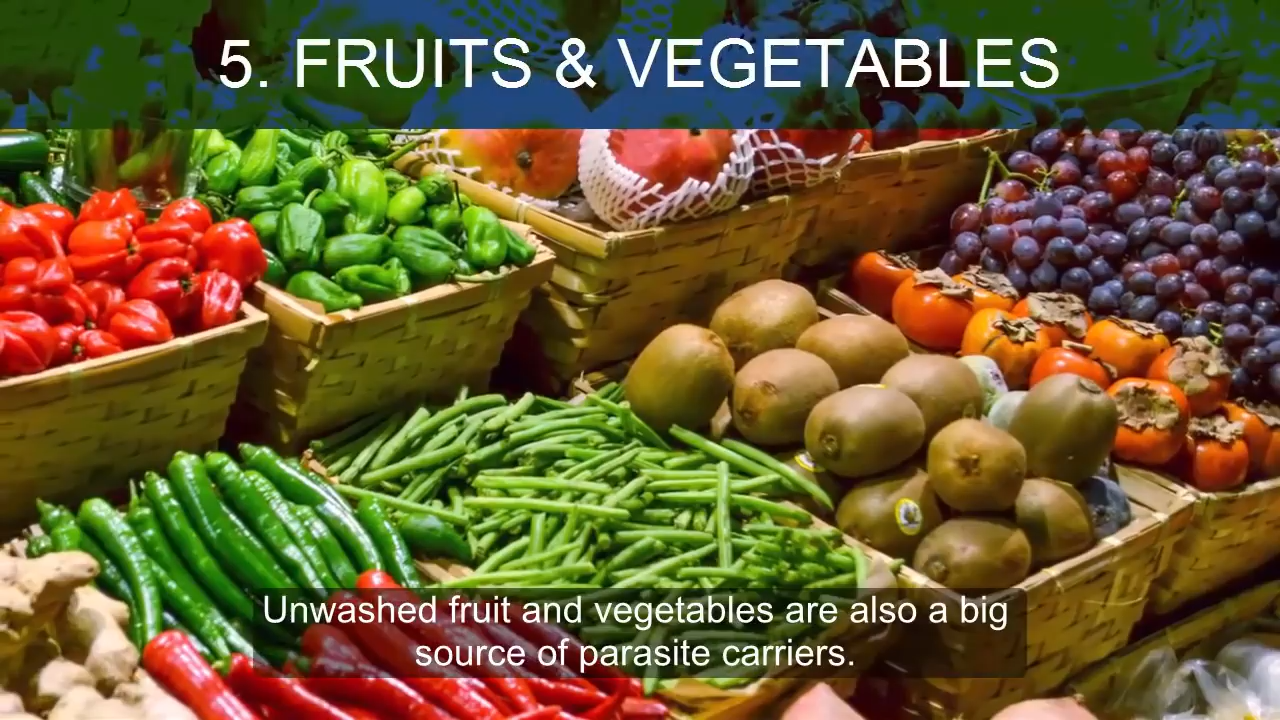 5. FRUITS & VEGETABLES
Unwashed fruit and vegetables are also a big
source of parasite carriers.